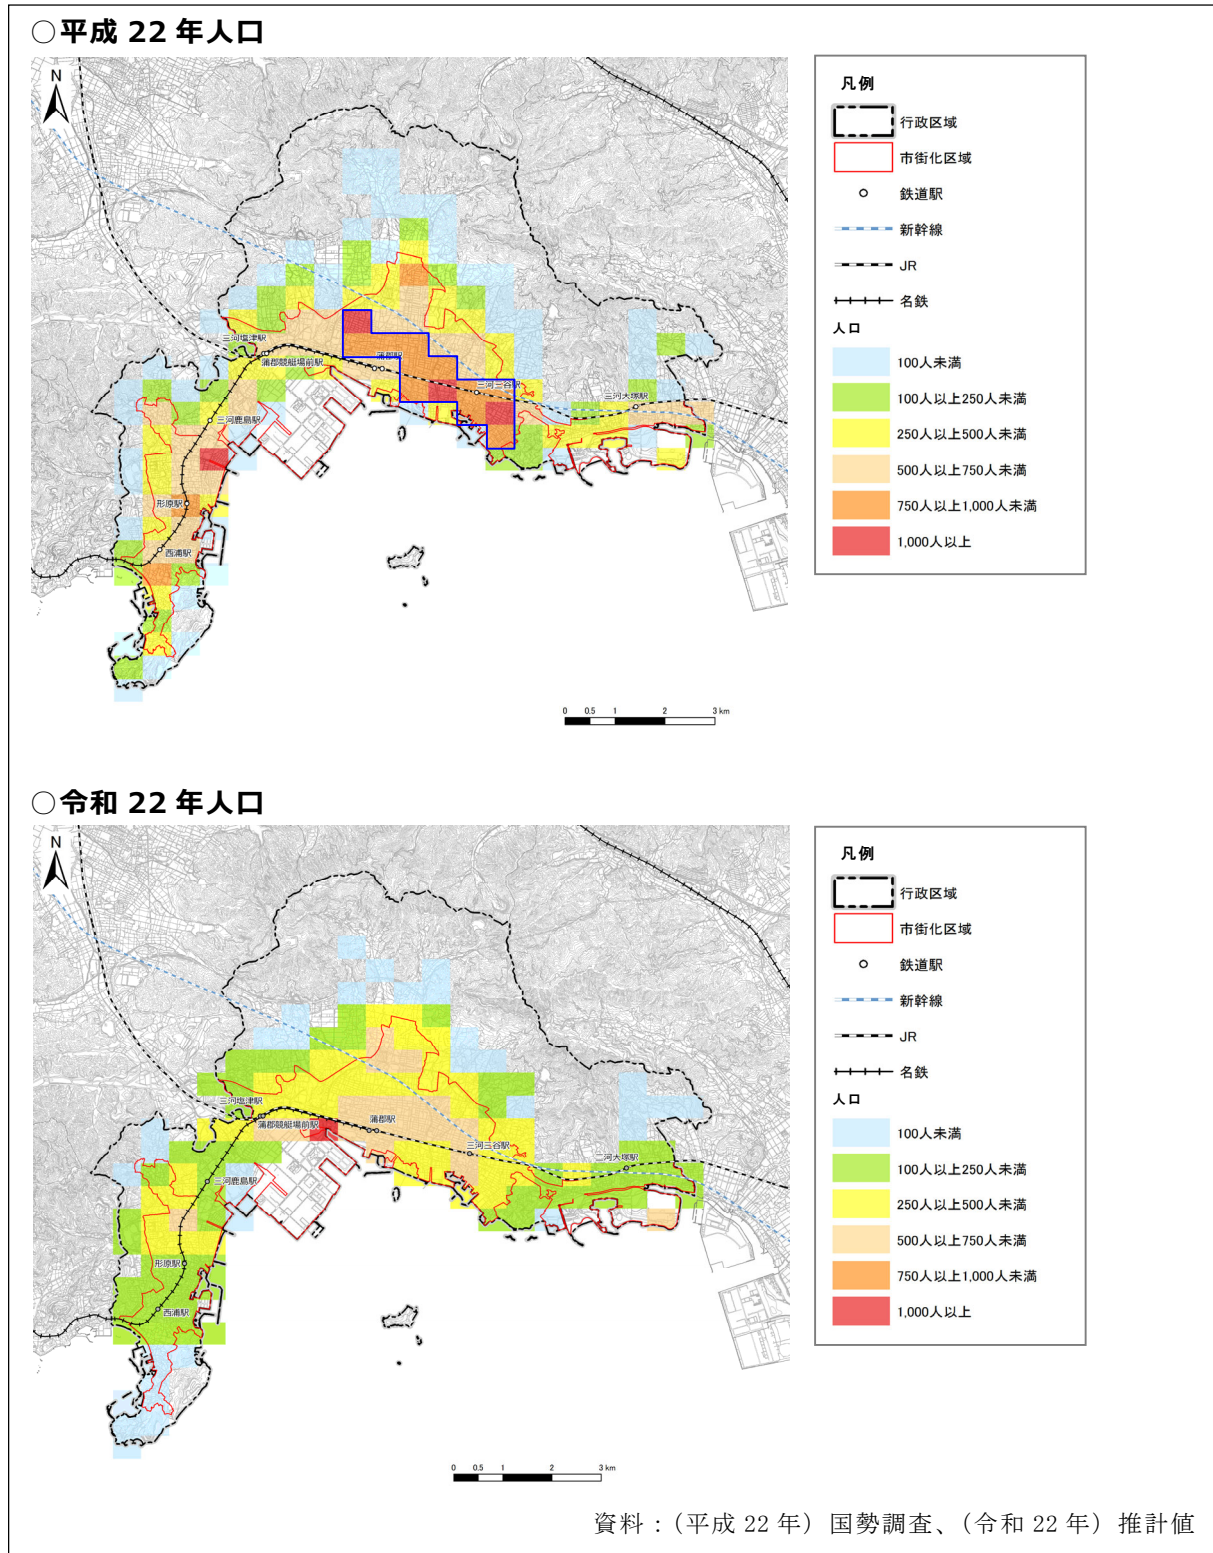 ○平成 22 年人口
N
三河塩津駅
蒲郡競艇場前駅
蒲郡駅
三河三谷駅
三河大塚駅
三河鹿島駅
形原駅
西浦駅
0 0.5 1 2 3 km
凡例
行政区域
市街化区域
鉄道駅
新幹線
JR
名鉄
人口
100人未満
100人以上250人未満
250人以上500人未満
500人以上750人未満
750人以上1,000人未満
1,000人以上
○令和 22 年人口
N
三河塩津駅
蒲郡競艇場前駅
蒲郡駅
三河三谷駅
三河大塚駅
三河鹿島駅
形原駅
西浦駅
0 0.5 1 2 3 km
凡例
行政区域
市街化区域
鉄道駅
新幹線
JR
名鉄
人口
100人未満
100人以上250人未満
250人以上500人未満
500人以上750人未満
750人以上1,000人未満
1,000人以上
資料：（平成 22 年）国勢調査、（令和 22 年）推計値